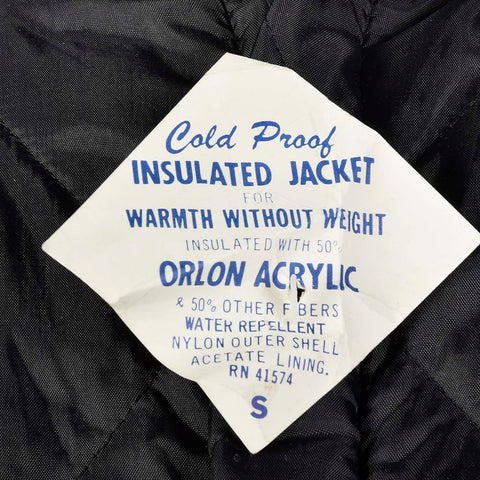 Cold Proof
INSULATED JACKET
FOR
WARMTH WITHOUT WEIGHT
INSULATED WITH 50%
ORLON ACRYLIC
& 50% OTHER FIBERS
WATER REPELLENT
NYLON OUTER SHELL
ACETATE LINING.
RN 41574
S